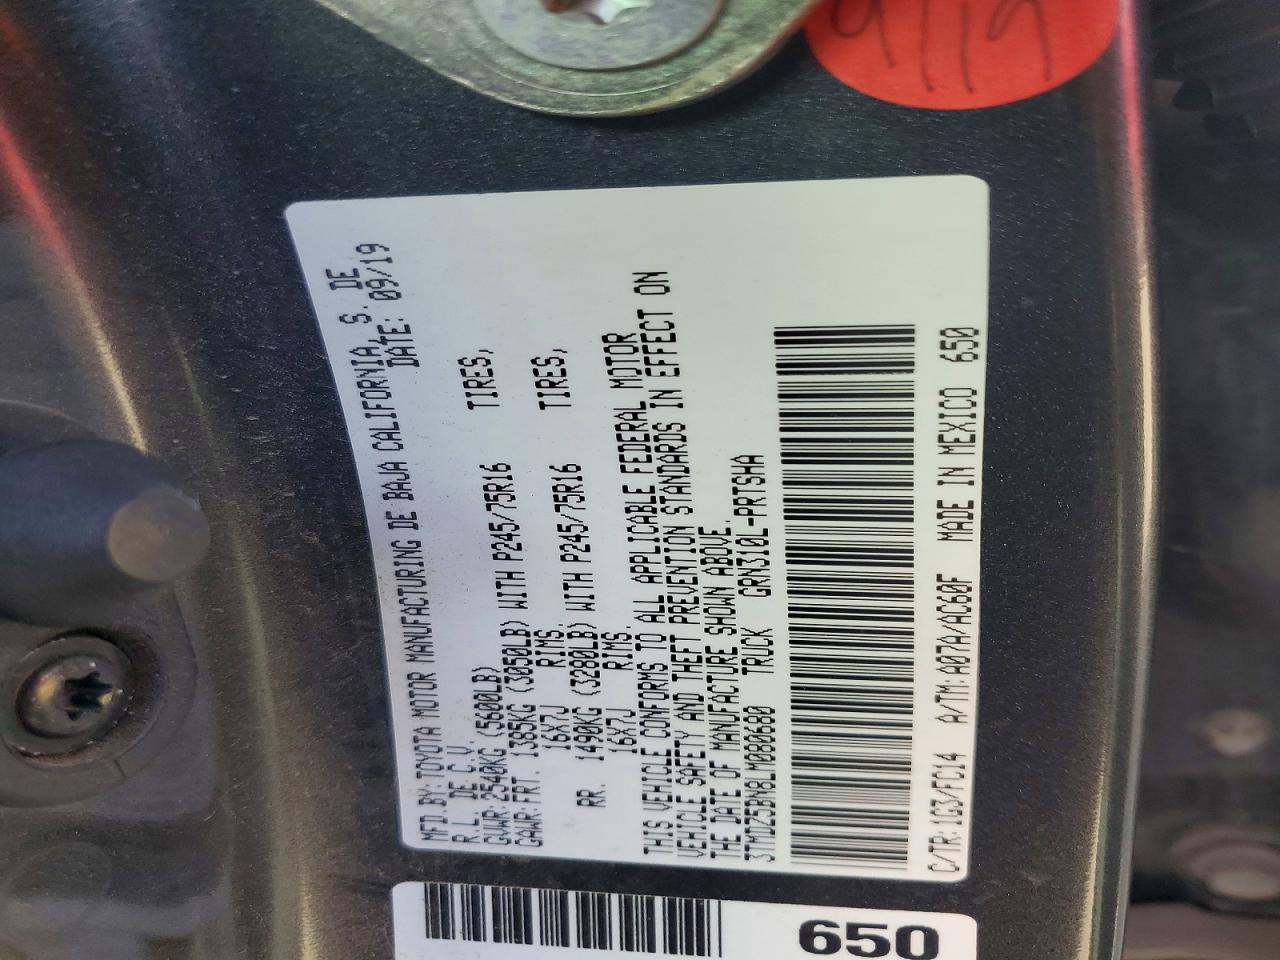 9/19
MFD.BY:TOYOTA MOTOR MANUFACTURING DE BAJA CALIFORNIA, S. DE
R.L. DE C.V. DATE: 09/19
GVWR:2540KG (5600LB)
GAWR:FRT. 1385KG (3050LB) WITH P245/75R16 TIRES,
16X7J RIMS.
RR. 1490KG (3280LB) WITH P245/75R16 TIRES,
16X7J RIMS.
THIS VEHICLE CONFORMS TO ALL APPLICABLE FEDERAL MOTOR
VEHICLE SAFETY AND THEFT PREVENTION STANDARDS IN EFFECT ON
THE DATE OF MANUFACTURE SHOWN ABOVE.
3TMDZ5BN8LM080680 TRUCK GRN310L-PRTSHA
C/TR:1G3/FC14 A/TM:A07A/AC60F MADE IN MEXICO 650
650